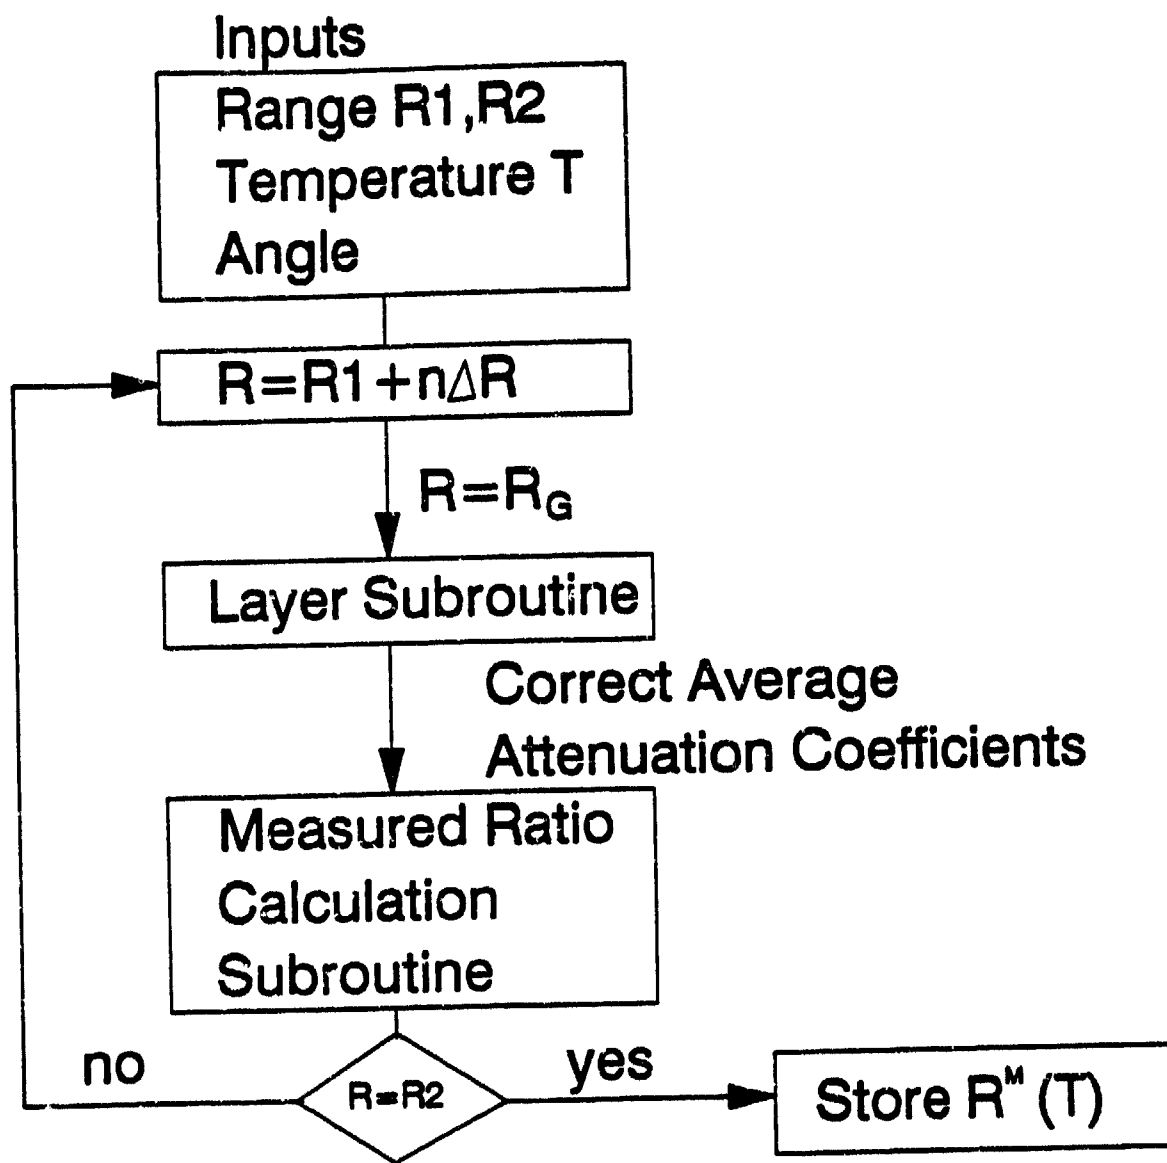 Inputs
Range R1,R2
Temperature T
Angle
R=R1+n∆R
R=R_G
Layer Subroutine
Correct Average
Attenuation Coefficients
Measured Ratio
Calculation
Subroutine
no
R=R2
yes
Store R^M (T)